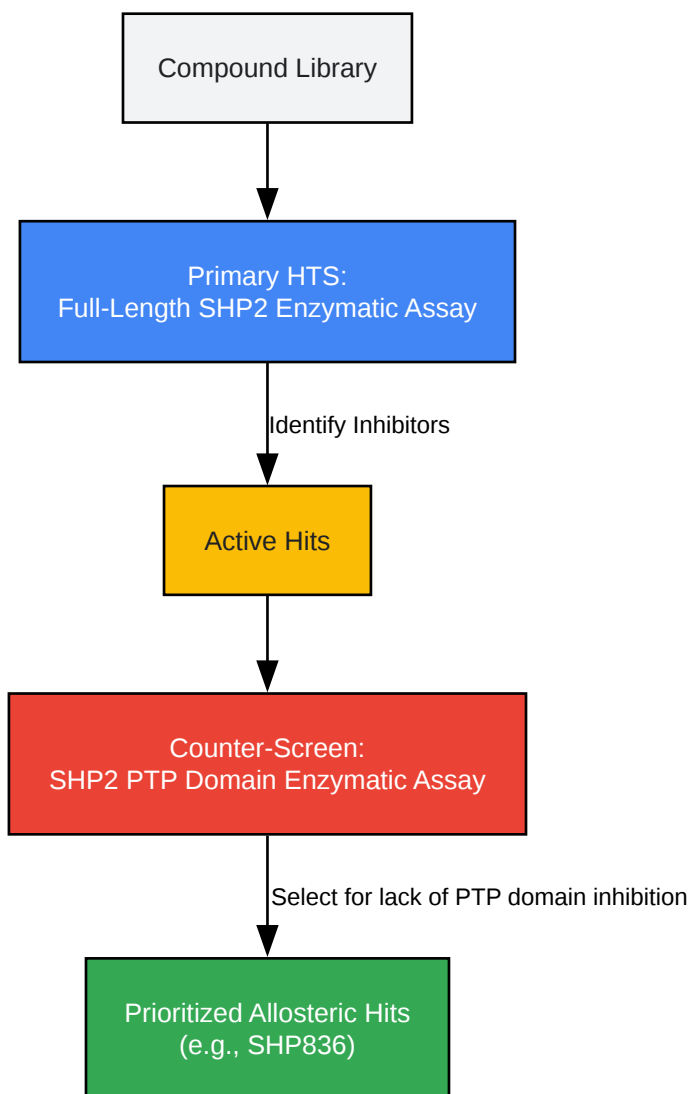 Compound Library
Primary HTS:
Full-Length SHP2 Enzymatic Assay
Identify Inhibitors
Active Hits
Counter-Screen:
SHP2 PTP Domain Enzymatic Assay
Select for lack of PTP domain inhibition
Prioritized Allosteric Hits
(e.g., SHP836)